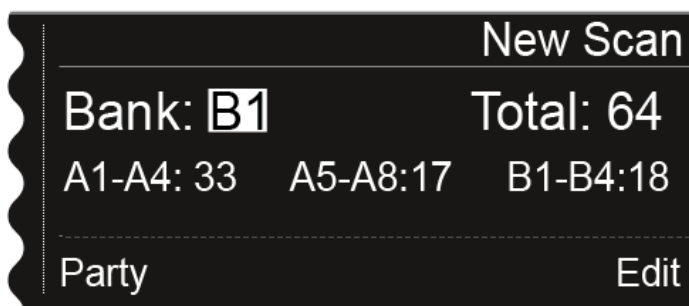 New Scan
Bank: B1 Total: 64
A1-A4: 33 A5-A8:17 B1-B4:18
Party Edit